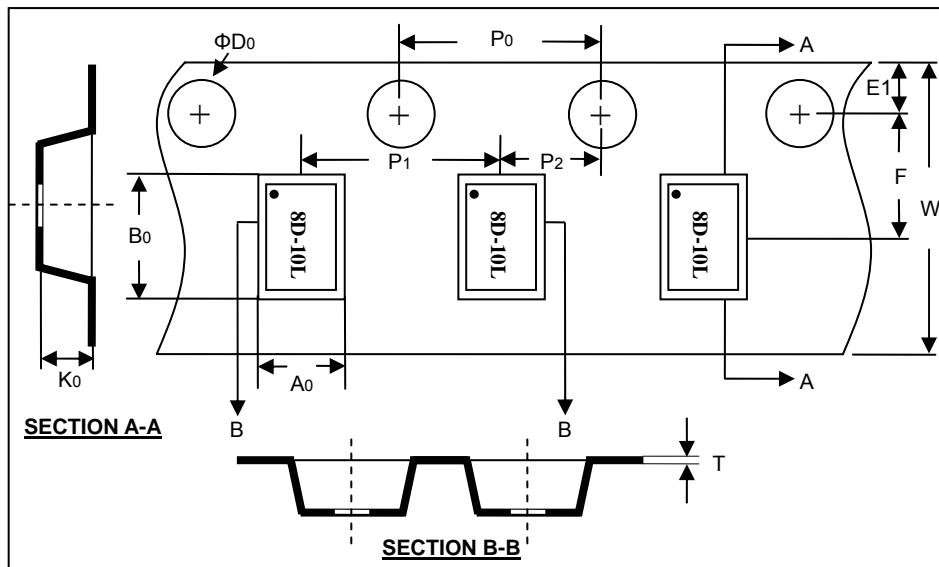 ΦD0
P0
A
E1
P1
P2
F
W
B0
8D-10L
8D-10L
8D-10L
K0
A0
A
SECTION A-A
B
B
T
SECTION B-B